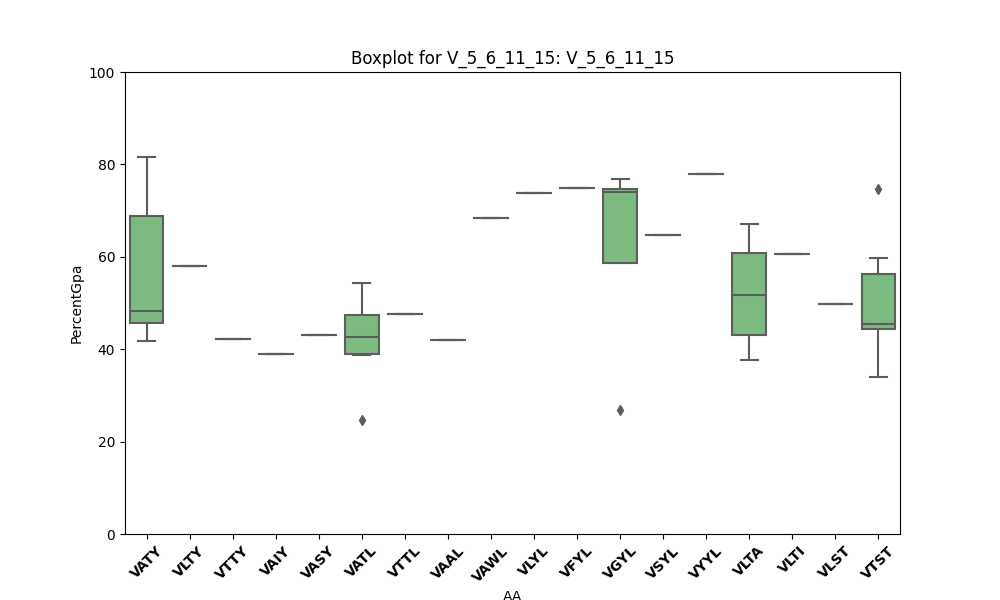 Boxplot for V_5_6_11_15: V_5_6_11_15
100
80
60
40
20
0
PercentGpa
VATY VLTY VTTY VAIY VASY VATL VTTL VAAL VAWL VLYL VFYL VGYL VSYL VYYL VLTA VLTI VLST VTST
AA